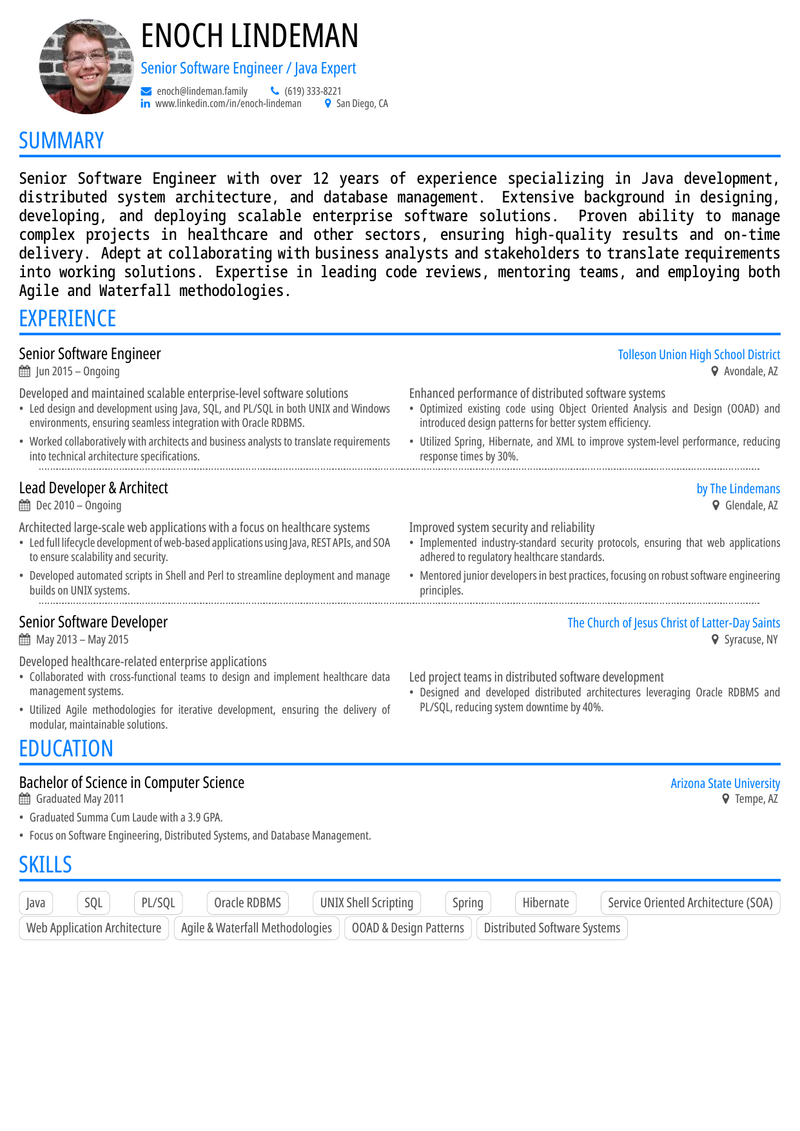 ENOCH LINDEMAN
Senior Software Engineer / Java Expert
enoch@lindeman.family (619) 333-8221
www.linkedin.com/in/enoch-lindeman San Diego, CA
SUMMARY
Senior Software Engineer with over 12 years of experience specializing in Java development,
distributed system architecture, and database management. Extensive background in designing,
developing, and deploying scalable enterprise software solutions. Proven ability to manage
complex projects in healthcare and other sectors, ensuring high-quality results and on-time
delivery. Adept at collaborating with business analysts and stakeholders to translate requirements
into working solutions. Expertise in leading code reviews, mentoring teams, and employing both
Agile and Waterfall methodologies.
EXPERIENCE
Senior Software Engineer Tolleson Union High School District
Jun 2015 – Ongoing Avondale, AZ
Developed and maintained scalable enterprise-level software solutions
• Led design and development using Java, SQL, and PL/SQL in both UNIX and Windows
environments, ensuring seamless integration with Oracle RDBMS.
• Worked collaboratively with architects and business analysts to translate requirements
into technical architecture specifications.
Enhanced performance of distributed software systems
• Optimized existing code using Object Oriented Analysis and Design (OOAD) and
introduced design patterns for better system efficiency.
• Utilized Spring, Hibernate, and XML to improve system-level performance, reducing
response times by 30%.
Lead Developer & Architect by The Lindemans
Dec 2010 – Ongoing Glendale, AZ
Architected large-scale web applications with a focus on healthcare systems
• Led full lifecycle development of web-based applications using Java, REST APIs, and SOA
to ensure scalability and security.
• Developed automated scripts in Shell and Perl to streamline deployment and manage
builds on UNIX systems.
Improved system security and reliability
• Implemented industry-standard security protocols, ensuring that web applications
adhered to regulatory healthcare standards.
• Mentored junior developers in best practices, focusing on robust software engineering
principles.
Senior Software Developer The Church of Jesus Christ of Latter-Day Saints
May 2013 – May 2015 Syracuse, NY
Developed healthcare-related enterprise applications
• Collaborated with cross-functional teams to design and implement healthcare data
management systems.
• Utilized Agile methodologies for iterative development, ensuring the delivery of
modular, maintainable solutions.
Led project teams in distributed software development
• Designed and developed distributed architectures leveraging Oracle RDBMS and
PL/SQL, reducing system downtime by 40%.
EDUCATION
Bachelor of Science in Computer Science Arizona State University
Graduated May 2011 Tempe, AZ
• Graduated Summa Cum Laude with a 3.9 GPA.
• Focus on Software Engineering, Distributed Systems, and Database Management.
SKILLS
Java SQL PL/SQL Oracle RDBMS UNIX Shell Scripting Spring Hibernate Service Oriented Architecture (SOA)
Web Application Architecture Agile & Waterfall Methodologies OOAD & Design Patterns Distributed Software Systems